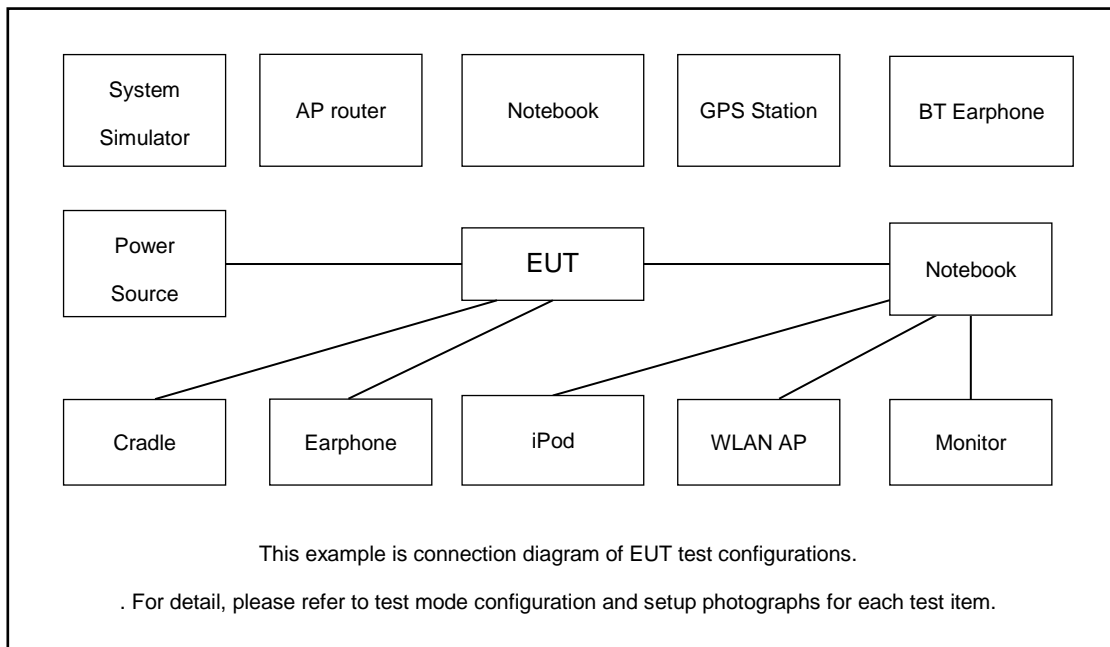 System
Simulator
AP router
Notebook
GPS Station
BT Earphone
Power
Source
EUT
Notebook
Cradle
Earphone
iPod
WLAN AP
Monitor
This example is connection diagram of EUT test configurations.
. For detail, please refer to test mode configuration and setup photographs for each test item.